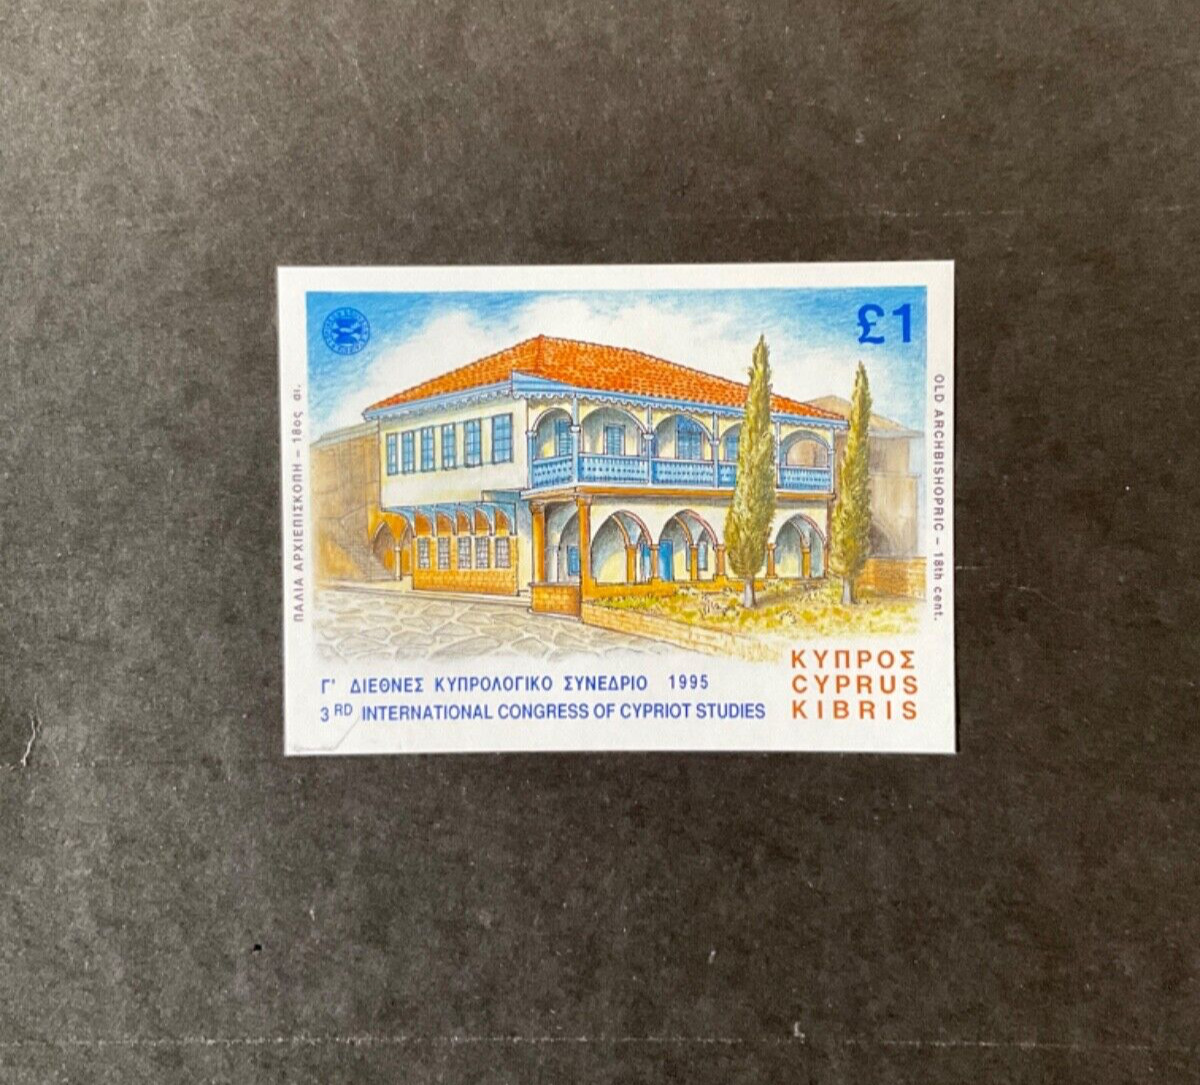 £1
ΠΑΛΙΑ ΑΡΧΙΕΠΙΣΚΟΠΗ – 18ος αι.
OLD ARCHBISHOPRIC – 18th cent.
Γ' ΔΙΕΘΝΕΣ ΚΥΠΡΟΛΟΓΙΚΟ ΣΥΝΕΔΡΙΟ 1995
3RD INTERNATIONAL CONGRESS OF CYPRIOT STUDIES
ΚΥΠΡΟΣ
CYPRUS
KIBRIS